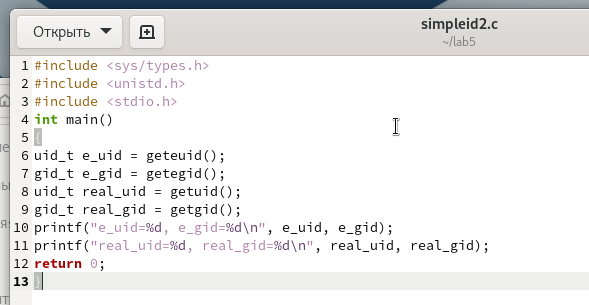 Открыть
simpleid2.c
~/lab5
1 #include <sys/types.h>
2 #include <unistd.h>
3 #include <stdio.h>
4 int main()
5 {
6 uid_t e_uid = geteuid();
7 gid_t e_gid = getegid();
8 uid_t real_uid = getuid();
9 gid_t real_gid = getgid();
10 printf("e_uid=%d, e_gid=%d\n", e_uid, e_gid);
11 printf("real_uid=%d, real_gid=%d\n", real_uid, real_gid);
12 return 0;
13 }